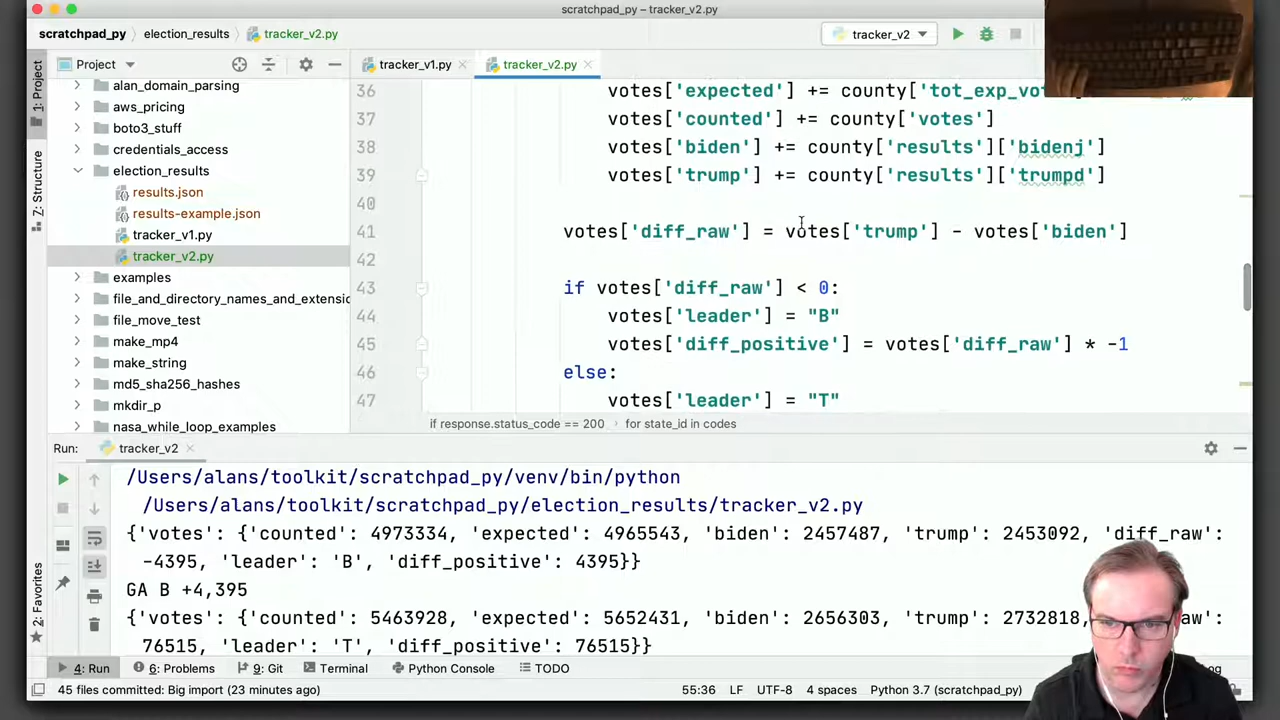 scratchpad_py – tracker_v2.py
scratchpad_py election_results tracker_v2.py tracker_v2
1: Project
Z: Structure
2: Favorites
Project
alan_domain_parsing
aws_pricing
boto3_stuff
credentials_access
election_results
results.json
results-example.json
tracker_v1.py
tracker_v2.py
examples
file_and_directory_names_and_extensio
file_move_test
make_mp4
make_string
md5_sha256_hashes
mkdir_p
nasa_while_loop_examples
tracker_v1.py tracker_v2.py
36 votes['expected'] += county['tot_exp_vot
37 votes['counted'] += county['votes']
38 votes['biden'] += county['results']['bidenj']
39 votes['trump'] += county['results']['trumpd']
40
41 votes['diff_raw'] = votes['trump'] - votes['biden']
42
43 if votes['diff_raw'] < 0:
44 votes['leader'] = "B"
45 votes['diff_positive'] = votes['diff_raw'] * -1
46 else:
47 votes['leader'] = "T"
if response.status_code == 200 for state_id in codes
Run: tracker_v2
/Users/alans/toolkit/scratchpad_py/venv/bin/python
/Users/alans/toolkit/scratchpad_py/election_results/tracker_v2.py
{'votes': {'counted': 4973334, 'expected': 4965543, 'biden': 2457487, 'trump': 2453092, 'diff_raw':
-4395, 'leader': 'B', 'diff_positive': 4395}}
GA B +4,395
{'votes': {'counted': 5463928, 'expected': 5652431, 'biden': 2656303, 'trump': 2732818, aw':
76515, 'leader': 'T', 'diff_positive': 76515}}
4: Run 6: Problems 9: Git Terminal Python Console TODO og
45 files committed: Big import (23 minutes ago) 55:36 LF UTF-8 4 spaces Python 3.7 (scratchpad_py)